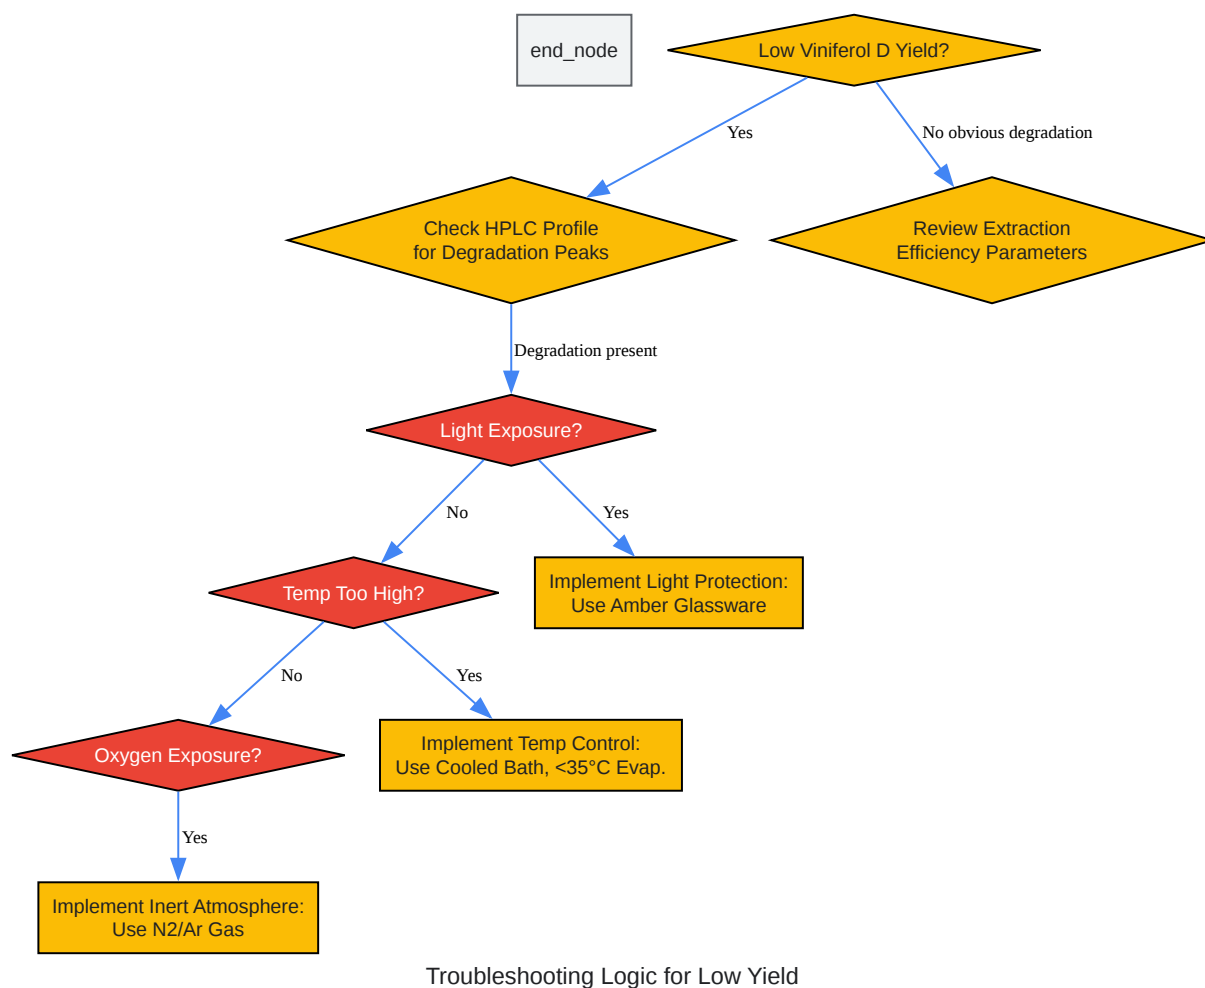 end_node
Low Viniferol D Yield?
Yes
No obvious degradation
Check HPLC Profile
for Degradation Peaks
Review Extraction
Efficiency Parameters
Degradation present
Light Exposure?
No
Yes
Temp Too High?
Implement Light Protection:
Use Amber Glassware
No
Yes
Oxygen Exposure?
Implement Temp Control:
Use Cooled Bath, <35°C Evap.
Yes
Implement Inert Atmosphere:
Use N2/Ar Gas
Troubleshooting Logic for Low Yield